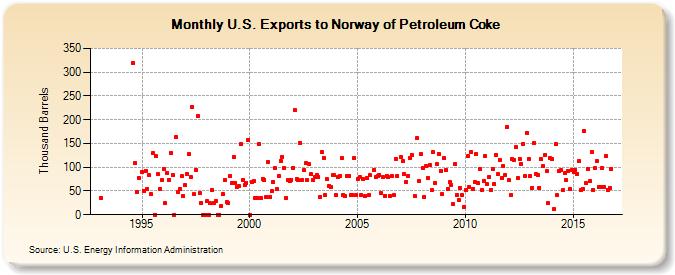 Monthly U.S. Exports to Norway of Petroleum Coke
Thousand Barrels
350
300
250
200
150
100
50
0
1995 2000 2005 2010 2015
Source: U.S. Energy Information Administration